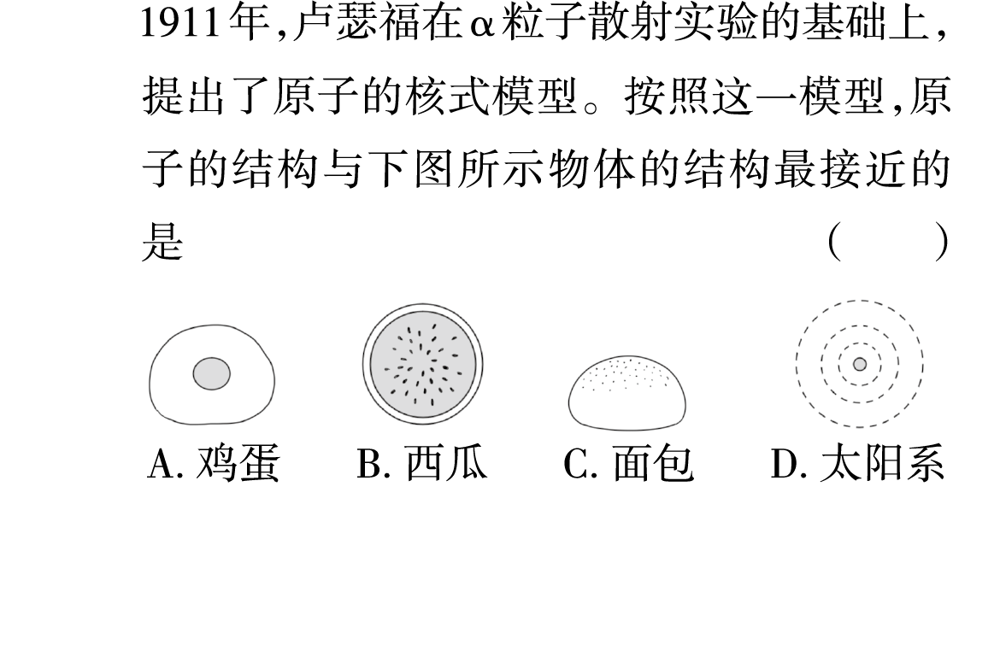 1911年,卢瑟福在α粒子散射实验的基础上,
提出了原子的核式模型。按照这一模型,原
子的结构与下图所示物体的结构最接近的
是 (  )
A. 鸡蛋 B. 西瓜 C. 面包 D. 太阳系